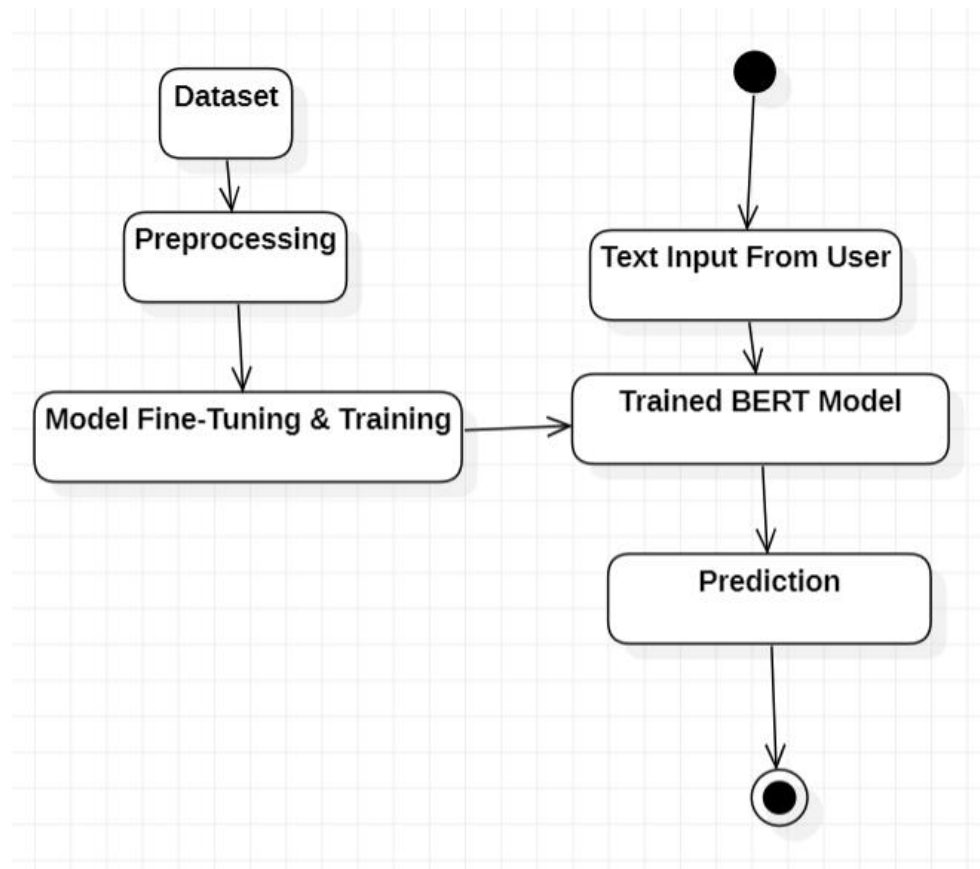 Dataset
Preprocessing
Model Fine-Tuning & Training
Text Input From User
Trained BERT Model
Prediction